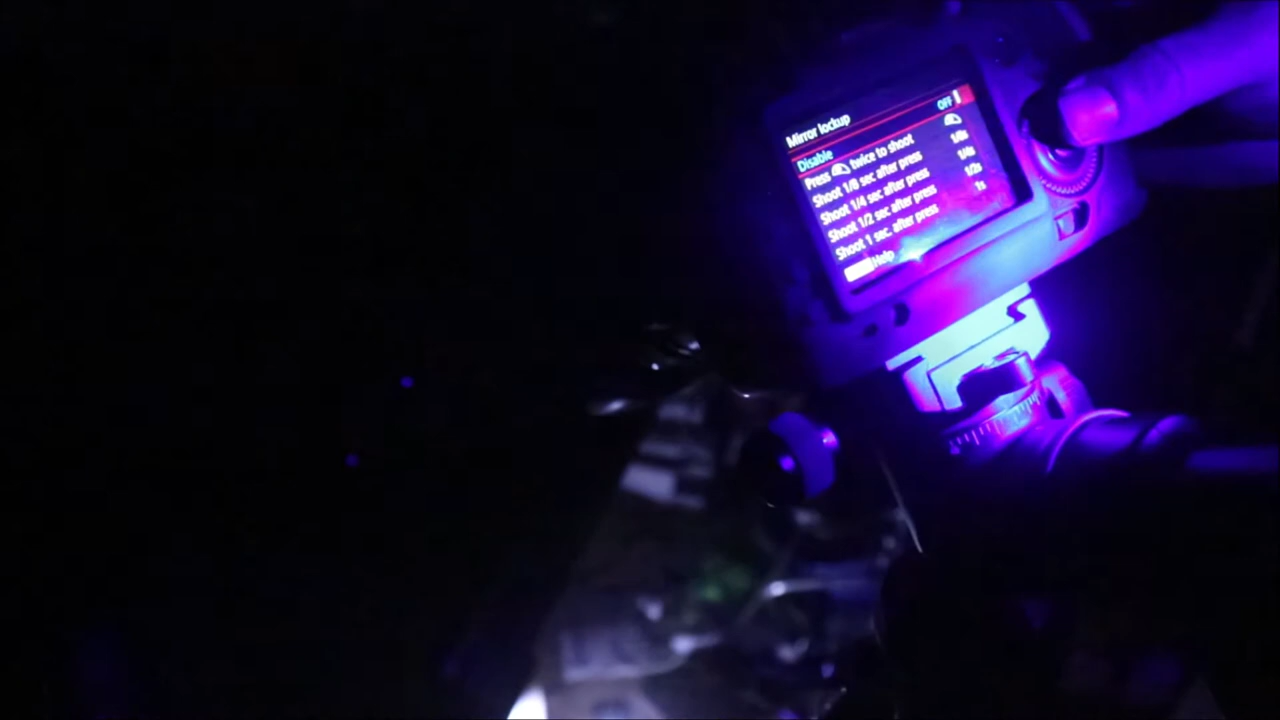 Mirror lockup
Disable OFF
Press twice to shoot
Shoot 1/8 sec after press 1/8s
Shoot 1/4 sec after press 1/4s
Shoot 1/2 sec after press 1/2s
Shoot 1 sec. after press 1s
Help